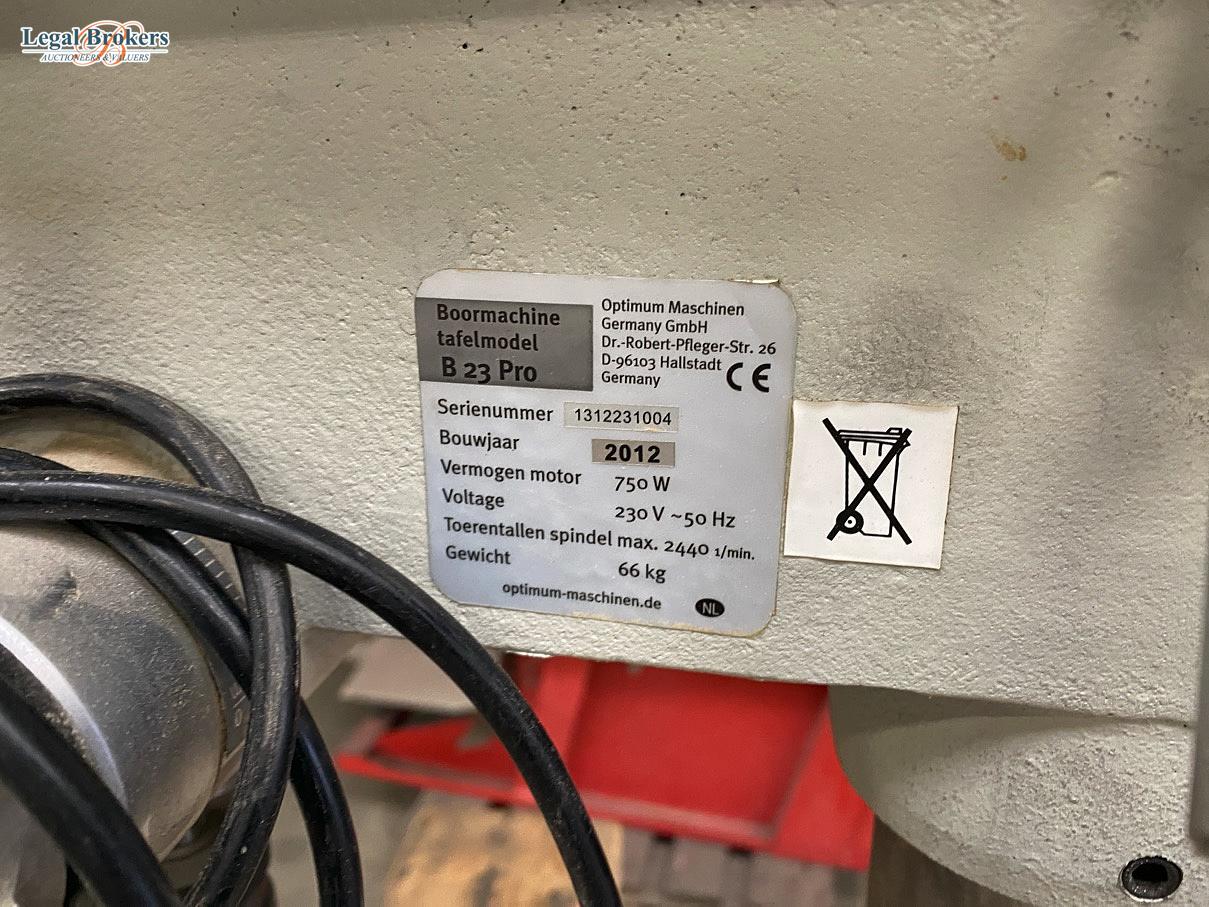 Legal Brokers
AUCTIONEERS & VALUERS
Boormachine
tafelmodel
B 23 Pro
Optimum Maschinen
Germany GmbH
Dr.-Robert-Pfleger-Str. 26
D-96103 Hallstadt
Germany
CE
Serienummer 1312231004
Bouwjaar 2012
Vermogen motor 750 W
Voltage 230 V ~50 Hz
Toerentallen spindel max. 2440 1/min.
Gewicht 66 kg
optimum-maschinen.de
NL